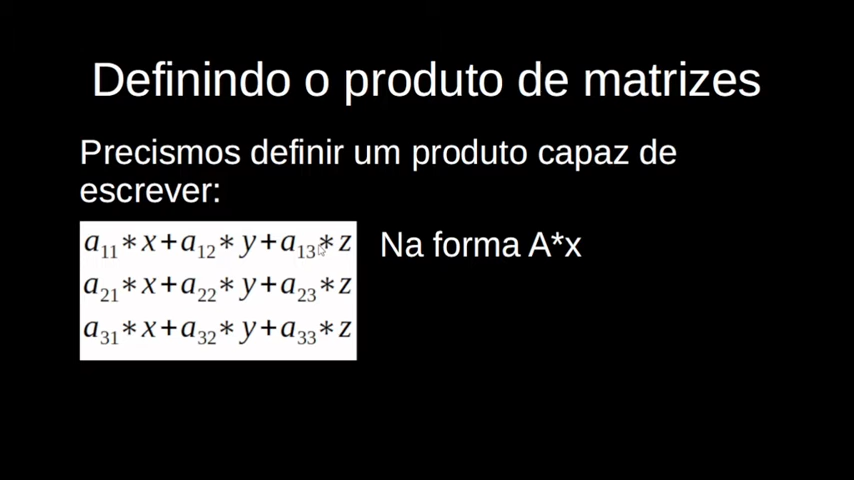 Definindo o produto de matrizes
Precismos definir um produto capaz de
escrever:
a₁₁*x+a₁₂*y+a₁₃*z
Na forma A*x
a₂₁*x+a₂₂*y+a₂₃*z
a₃₁*x+a₃₂*y+a₃₃*z